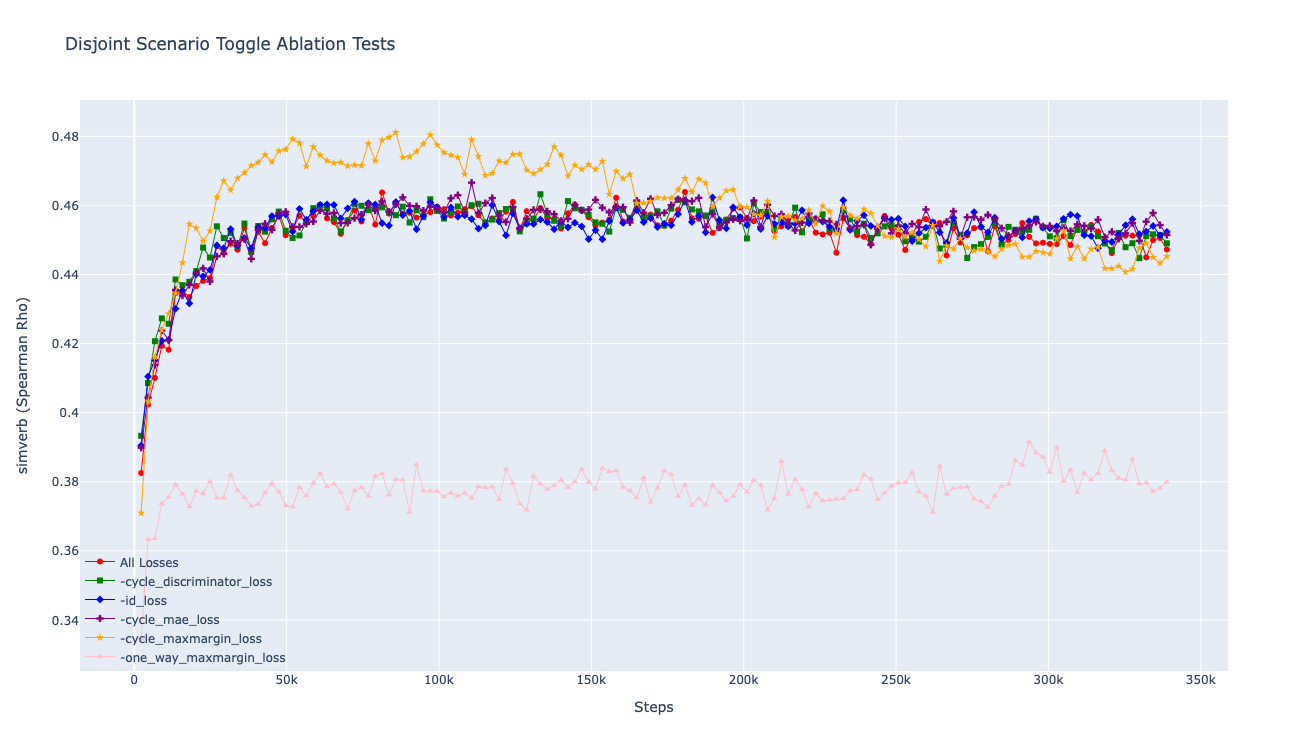 Disjoint Scenario Toggle Ablation Tests
simverb (Spearman Rho)
0.48
0.46
0.44
0.42
0.4
0.38
0.36
0.34
All Losses
-cycle_discriminator_loss
-id_loss
-cycle_mae_loss
-cycle_maxmargin_loss
-one_way_maxmargin_loss
0 50k 100k 150k 200k 250k 300k 350k
Steps